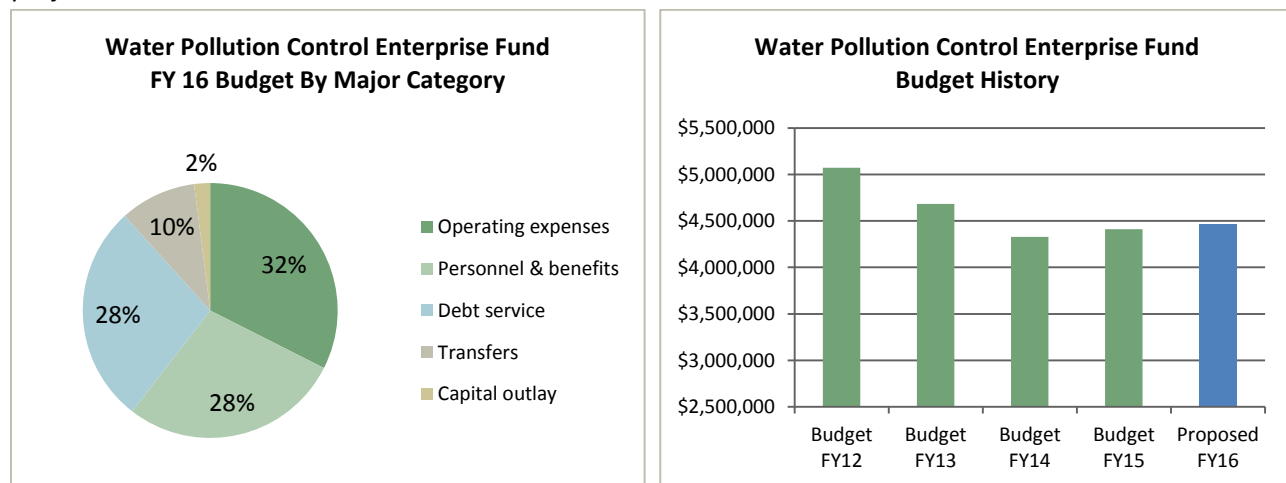 Water Pollution Control Enterprise Fund
FY 16 Budget By Major Category
2%
10%
32%
28%
28%
Operating expenses
Personnel & benefits
Debt service
Transfers
Capital outlay
Water Pollution Control Enterprise Fund
Budget History
$5,500,000
$5,000,000
$4,500,000
$4,000,000
$3,500,000
$3,000,000
$2,500,000
Budget FY12
Budget FY13
Budget FY14
Budget FY15
Proposed FY16